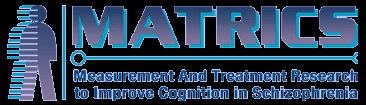 MATRICS
Measurement And Treatment Research
to Improve Cognition in Schizophrenia